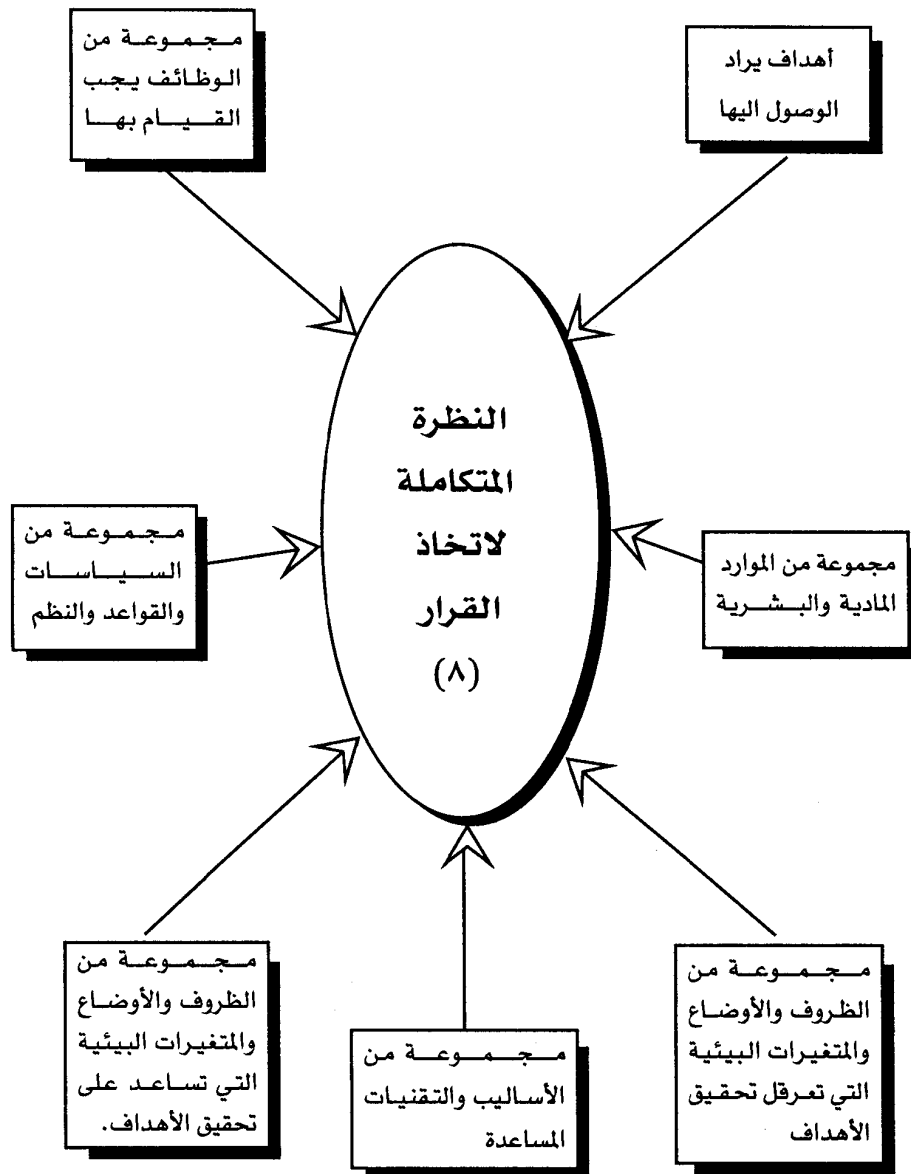 أهداف يراد
الوصول اليها
مجموعة من
الوظائف يجب
القيام بها
النظرة
المتكاملة
لاتخاذ
القرار
(٨)
مجموعة من الموارد
المادية والبشرية
مجموعة من
السياسات
والقواعد والنظم
مجموعة من
الظروف والأوضاع
والمتغيرات البيئية
التي تعرقل تحقيق
الأهداف
مجموعة من
الأساليب والتقنيات
المساعدة
مجموعة من
الظروف والأوضاع
والمتغيرات البيئية
التي تساعد على
تحقيق الأهداف.